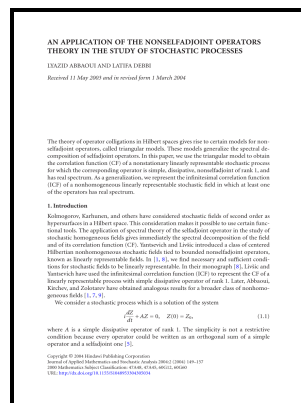 AN APPLICATION OF THE NONSELFADJOINT OPERATORS
THEORY IN THE STUDY OF STOCHASTIC PROCESSES
LYAZID ABBAOUI AND LATIFA DEBBI
Received 11 May 2003 and in revised form 1 March 2004
The theory of operator colligations in Hilbert spaces gives rise to certain models for non-
selfadjoint operators, called triangular models. These models generalize the spectral de-
composition of selfadjoint operators. In this paper, we use the triangular model to obtain
the correlation function (CF) of a nonstationary linearly representable stochastic process
for which the corresponding operator is simple, dissipative, nonselfadjoint of rank 1, and
has real spectrum. As a generalization, we represent the infinitesimal correlation function
(ICF) of a nonhomogeneous linearly representable stochastic field in which at least one
of the operators has real spectrum.
1. Introduction
Kolmogorov, Karhunen, and others have considered stochastic fields of second order as
hypersurfaces in a Hilbert space. This consideration makes it possible to use certain func-
tional tools. The application of spectral theory of the selfadjoint operator in the study of
stochastic homogeneous fields gives immediately the spectral decomposition of the field
and of its correlation function (CF). Yantsevich and Livšic introduced a class of centered
Hilbertian nonhomogeneous stochastic fields tied to bounded nonselfadjoint operators,
known as linearly representable fields. In [1, 8], we find necessary and sufficient condi-
tions for stochastic fields to be linearly representable. In their monograph [8], Livšic and
Yantsevich have used the infinitesimal correlation function (ICF) to represent the CF of a
linearly representable process with simple dissipative operator of rank 1. Later, Abbaoui,
Kirchev, and Zolotarev have obtained analogous results for a broader class of nonhomo-
geneous fields [1, 7, 9].
We consider a stochastic process which is a solution of the system
i dZ/dt + AZ = 0, Z(0) = Z₀, (1.1)
where A is a simple dissipative operator of rank 1. The simplicity is not a restrictive
condition because every operator could be written as an orthogonal sum of a simple
operator and a selfadjoint one [5].
Copyright © 2004 Hindawi Publishing Corporation
Journal of Applied Mathematics and Stochastic Analysis 2004:2 (2004) 149–157
2000 Mathematics Subject Classification: 47A48, 47A45, 60G12, 60G60
URL: http://dx.doi.org/10.1155/S1048953304305034